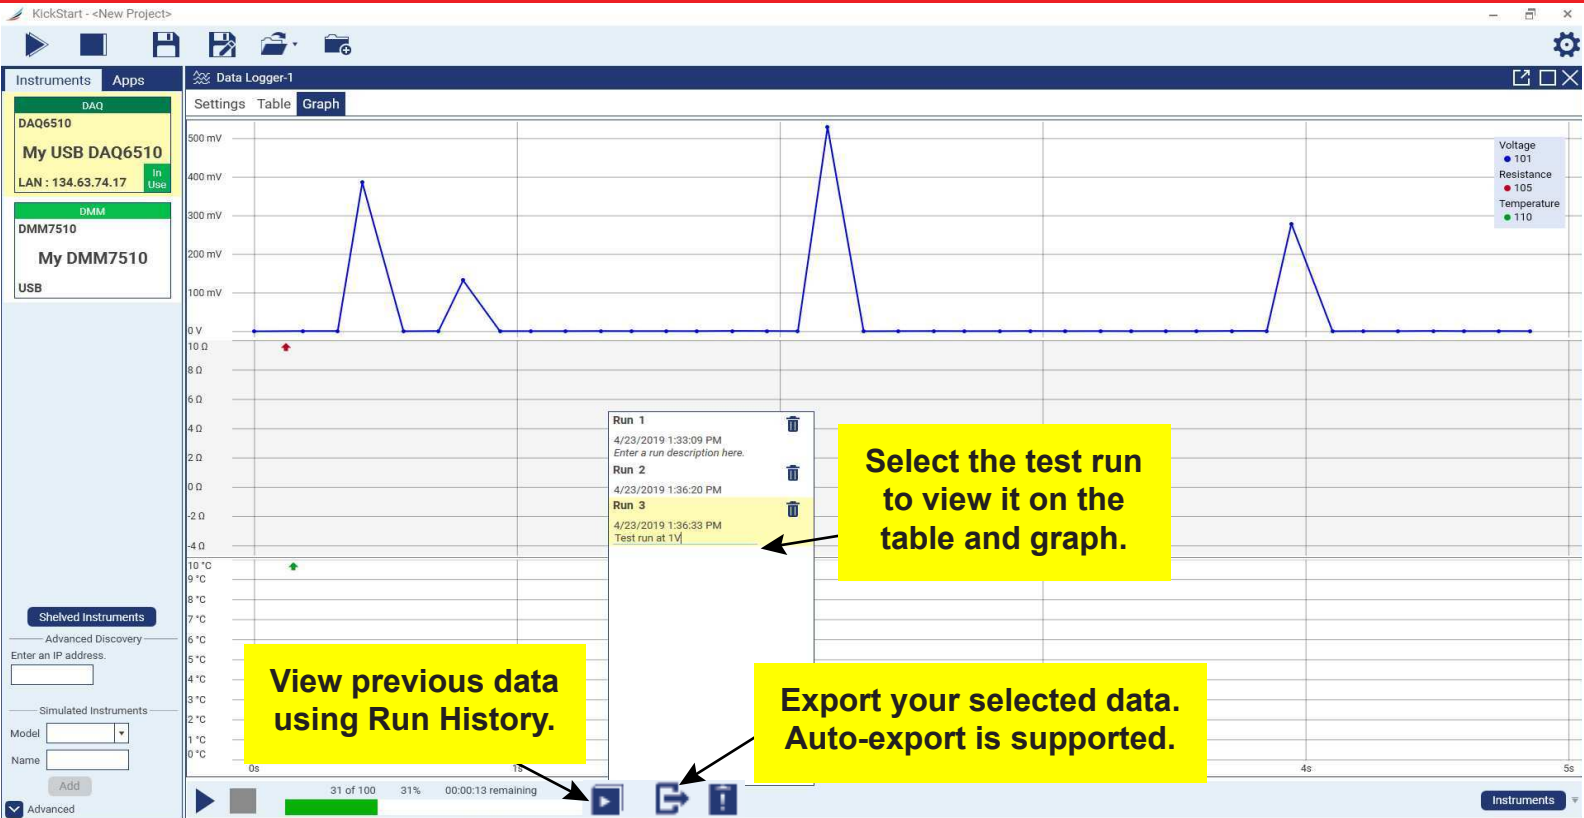 KickStart - <New Project>
Instruments Apps
DAQ
DAQ6510
My USB DAQ6510
LAN : 134.63.74.17
In
Use
DMM
DMM7510
My DMM7510
USB
Shelved Instruments
Advanced Discovery
Enter an IP address.
Simulated Instruments
Model
Name
Add
Advanced
Data Logger-1
Settings Table Graph
500 mV
400 mV
300 mV
200 mV
100 mV
0 V
Voltage
101
Resistance
105
Temperature
110
10 Ω
8 Ω
6 Ω
4 Ω
2 Ω
0 Ω
-2 Ω
-4 Ω
10 °C
9 °C
8 °C
7 °C
6 °C
5 °C
4 °C
3 °C
2 °C
1 °C
0 °C
0s
4s
5s
Run 1
4/23/2019 1:33:09 PM
Enter a run description here.
Run 2
4/23/2019 1:36:20 PM
Run 3
4/23/2019 1:36:33 PM
Test run at 1V
Select the test run
to view it on the
table and graph.
View previous data
using Run History.
Export your selected data.
Auto-export is supported.
31 of 100 31% 00:00:13 remaining
Instruments